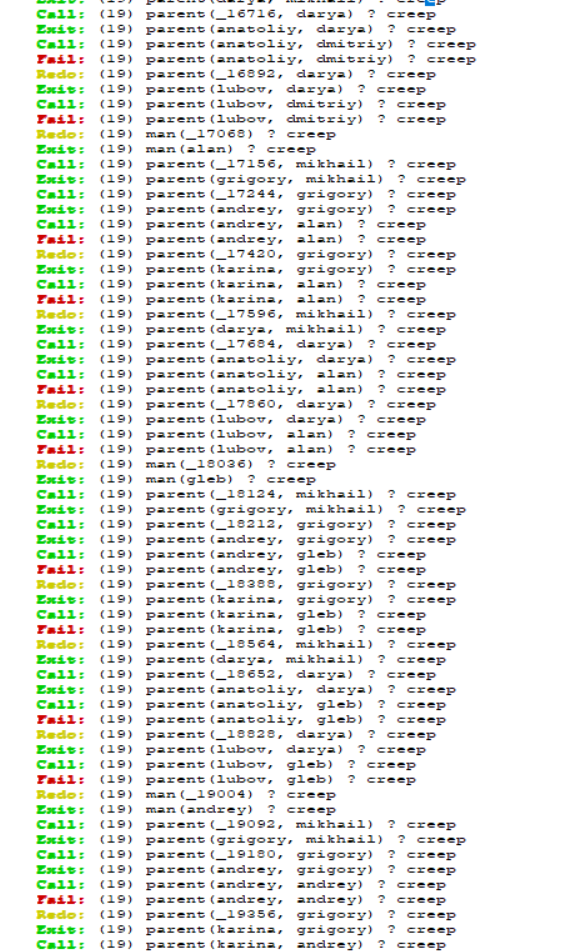 Call: (19) parent(_16716, darya) ? creep
Exit: (19) parent(anatoliy, darya) ? creep
Call: (19) parent(anatoliy, dmitriy) ? creep
Fail: (19) parent(anatoliy, dmitriy) ? creep
Redo: (19) parent(_16892, darya) ? creep
Exit: (19) parent(lubov, darya) ? creep
Call: (19) parent(lubov, dmitriy) ? creep
Fail: (19) parent(lubov, dmitriy) ? creep
Redo: (19) man(_17068) ? creep
Exit: (19) man(alan) ? creep
Call: (19) parent(_17156, mikhail) ? creep
Exit: (19) parent(grigory, mikhail) ? creep
Call: (19) parent(_17244, grigory) ? creep
Exit: (19) parent(andrey, grigory) ? creep
Call: (19) parent(andrey, alan) ? creep
Fail: (19) parent(andrey, alan) ? creep
Redo: (19) parent(_17420, grigory) ? creep
Exit: (19) parent(karina, grigory) ? creep
Call: (19) parent(karina, alan) ? creep
Fail: (19) parent(karina, alan) ? creep
Redo: (19) parent(_17596, mikhail) ? creep
Exit: (19) parent(darya, mikhail) ? creep
Call: (19) parent(_17684, darya) ? creep
Exit: (19) parent(anatoliy, darya) ? creep
Call: (19) parent(anatoliy, alan) ? creep
Fail: (19) parent(anatoliy, alan) ? creep
Redo: (19) parent(_17860, darya) ? creep
Exit: (19) parent(lubov, darya) ? creep
Call: (19) parent(lubov, alan) ? creep
Fail: (19) parent(lubov, alan) ? creep
Redo: (19) man(_18036) ? creep
Exit: (19) man(gleb) ? creep
Call: (19) parent(_18124, mikhail) ? creep
Exit: (19) parent(grigory, mikhail) ? creep
Call: (19) parent(_18212, grigory) ? creep
Exit: (19) parent(andrey, grigory) ? creep
Call: (19) parent(andrey, gleb) ? creep
Fail: (19) parent(andrey, gleb) ? creep
Redo: (19) parent(_18388, grigory) ? creep
Exit: (19) parent(karina, grigory) ? creep
Call: (19) parent(karina, gleb) ? creep
Fail: (19) parent(karina, gleb) ? creep
Redo: (19) parent(_18564, mikhail) ? creep
Exit: (19) parent(darya, mikhail) ? creep
Call: (19) parent(_18652, darya) ? creep
Exit: (19) parent(anatoliy, darya) ? creep
Call: (19) parent(anatoliy, gleb) ? creep
Fail: (19) parent(anatoliy, gleb) ? creep
Redo: (19) parent(_18828, darya) ? creep
Exit: (19) parent(lubov, darya) ? creep
Call: (19) parent(lubov, gleb) ? creep
Fail: (19) parent(lubov, gleb) ? creep
Redo: (19) man(_19004) ? creep
Exit: (19) man(andrey) ? creep
Call: (19) parent(_19092, mikhail) ? creep
Exit: (19) parent(grigory, mikhail) ? creep
Call: (19) parent(_19180, grigory) ? creep
Exit: (19) parent(andrey, grigory) ? creep
Call: (19) parent(andrey, andrey) ? creep
Fail: (19) parent(andrey, andrey) ? creep
Redo: (19) parent(_19356, grigory) ? creep
Exit: (19) parent(karina, grigory) ? creep
Call: (19) parent(karina, andrey) ? creep